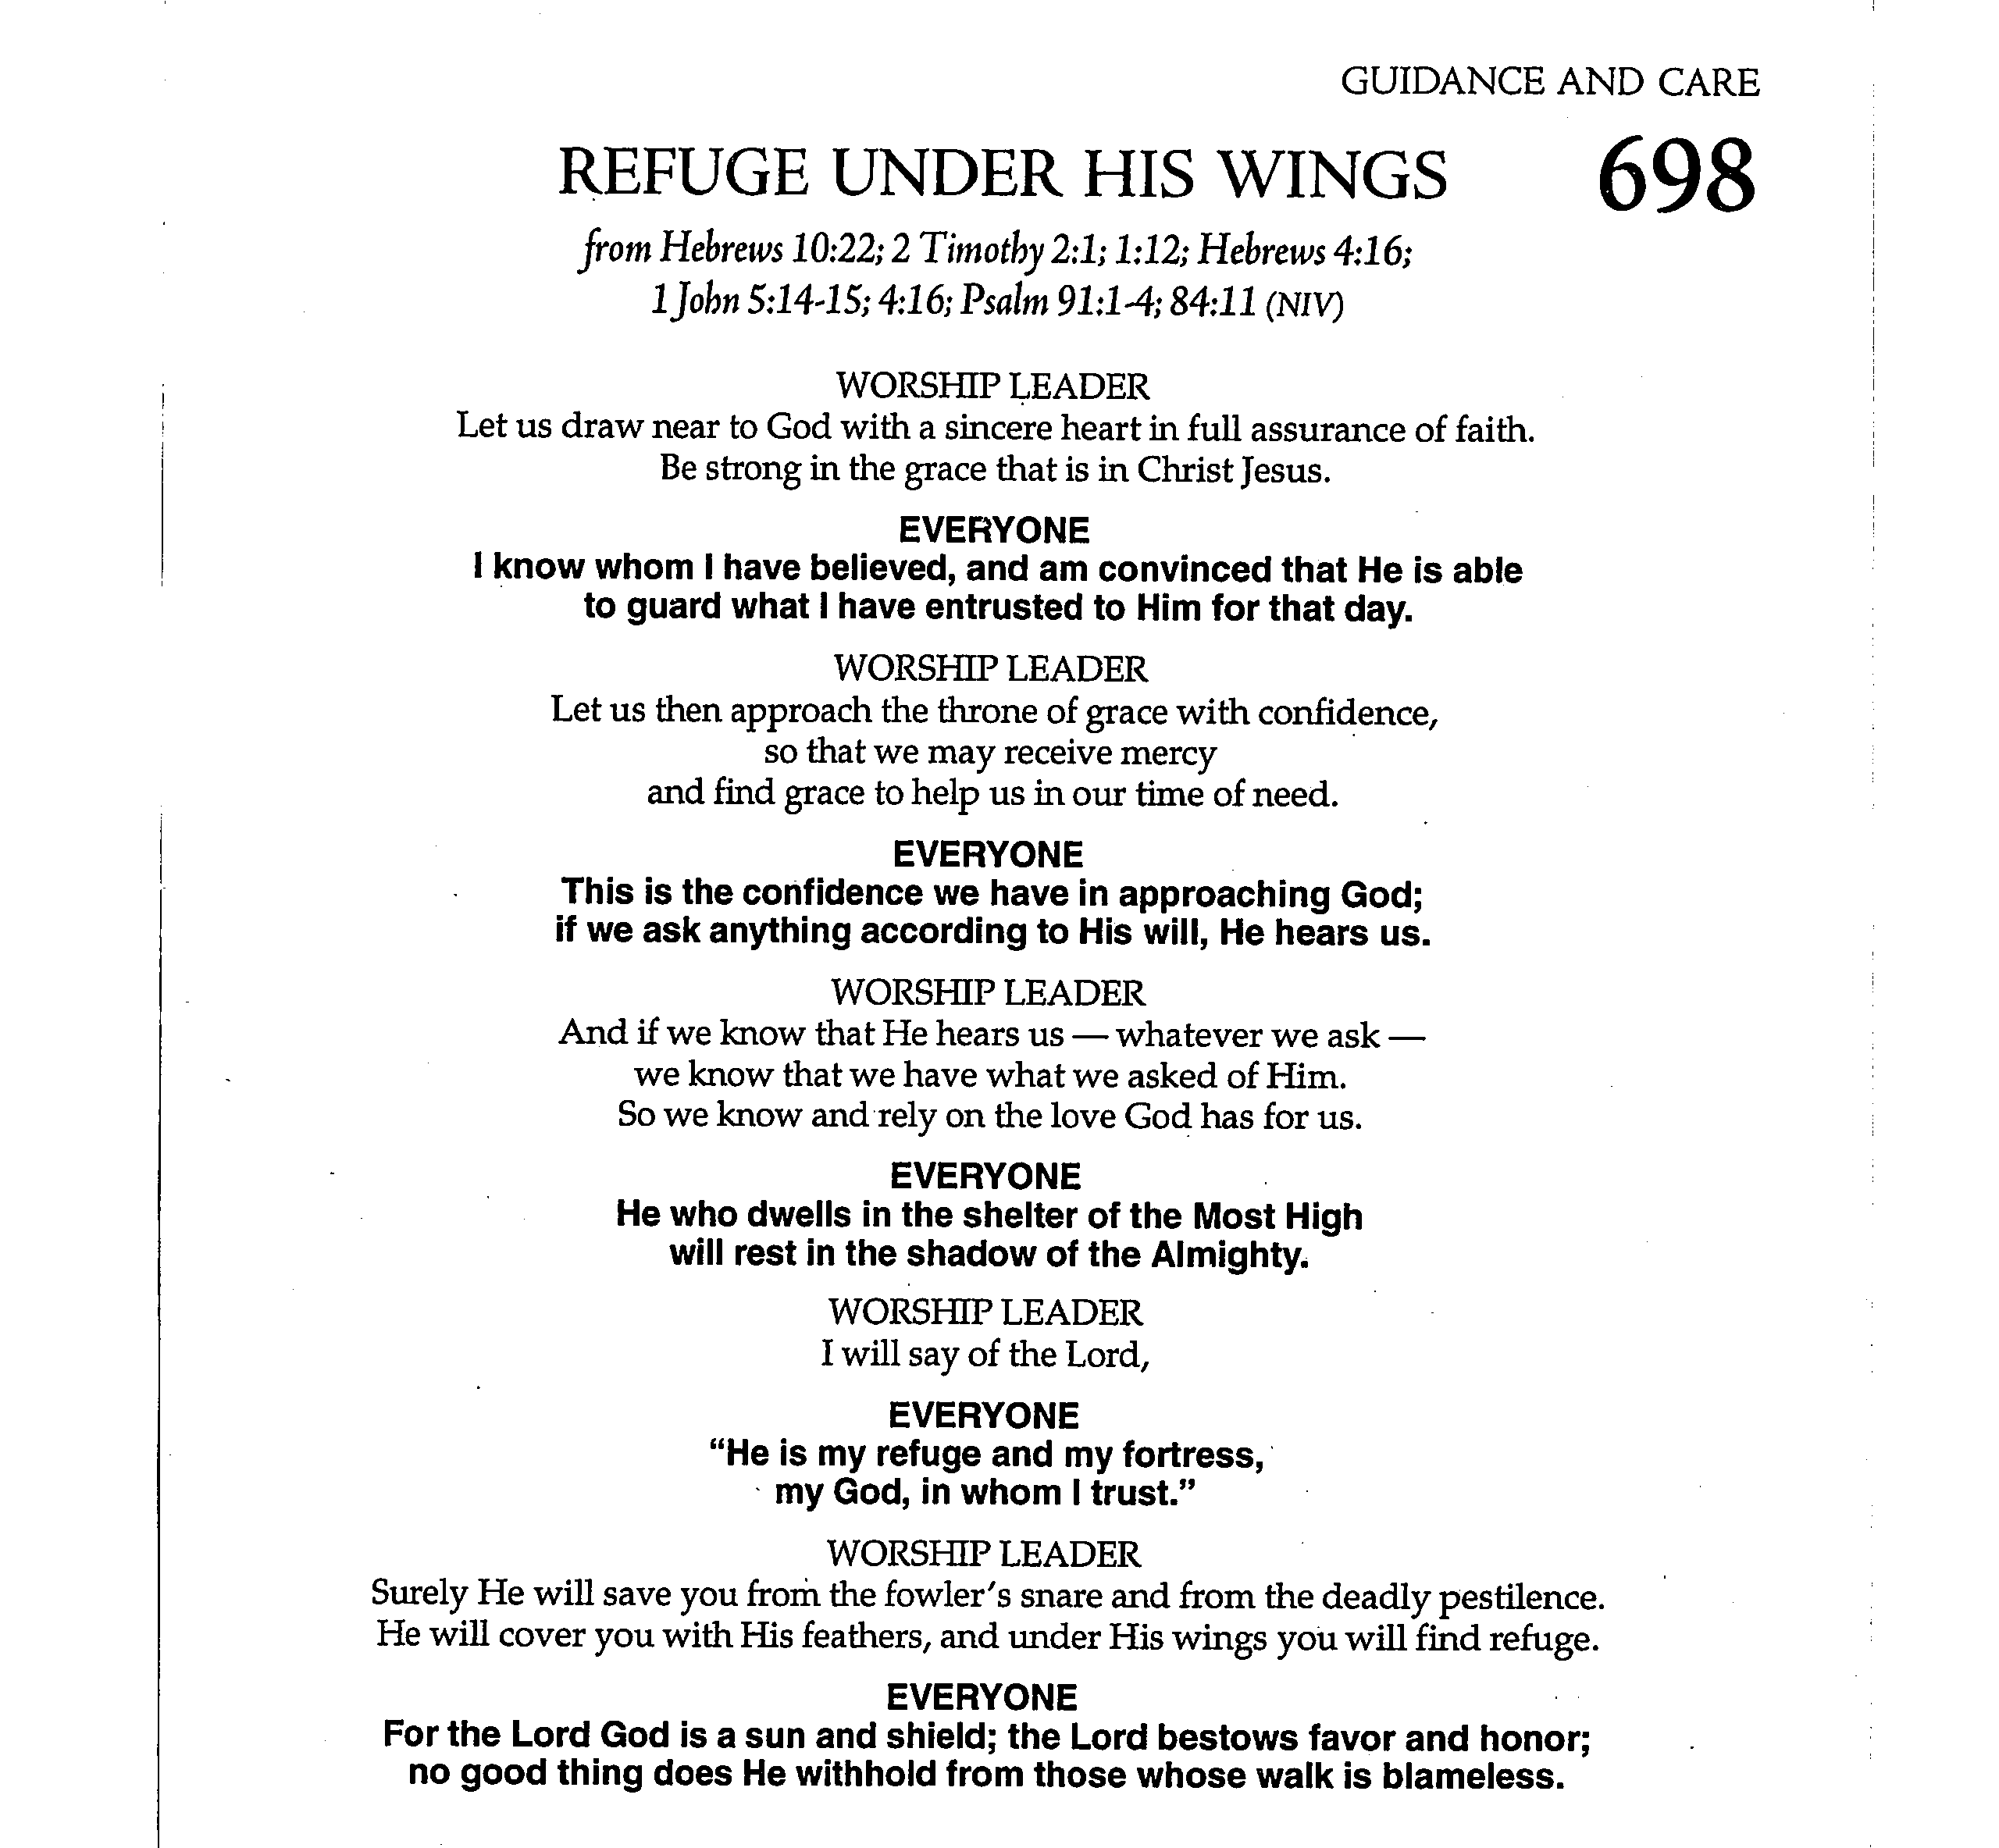 GUIDANCE AND CARE
REFUGE UNDER HIS WINGS 698
from Hebrews 10:22; 2 Timothy 2:1; 1:12; Hebrews 4:16;
1 John 5:14-15; 4:16; Psalm 91:1-4; 84:11 (NIV)
WORSHIP LEADER
Let us draw near to God with a sincere heart in full assurance of faith.
Be strong in the grace that is in Christ Jesus.
EVERYONE
I know whom I have believed, and am convinced that He is able
to guard what I have entrusted to Him for that day.
WORSHIP LEADER
Let us then approach the throne of grace with confidence,
so that we may receive mercy
and find grace to help us in our time of need.
EVERYONE
This is the confidence we have in approaching God;
if we ask anything according to His will, He hears us.
WORSHIP LEADER
And if we know that He hears us — whatever we ask —
we know that we have what we asked of Him.
So we know and rely on the love God has for us.
EVERYONE
He who dwells in the shelter of the Most High
will rest in the shadow of the Almighty.
WORSHIP LEADER
I will say of the Lord,
EVERYONE
“He is my refuge and my fortress,
my God, in whom I trust.”
WORSHIP LEADER
Surely He will save you from the fowler's snare and from the deadly pestilence.
He will cover you with His feathers, and under His wings you will find refuge.
EVERYONE
For the Lord God is a sun and shield; the Lord bestows favor and honor;
no good thing does He withhold from those whose walk is blameless.